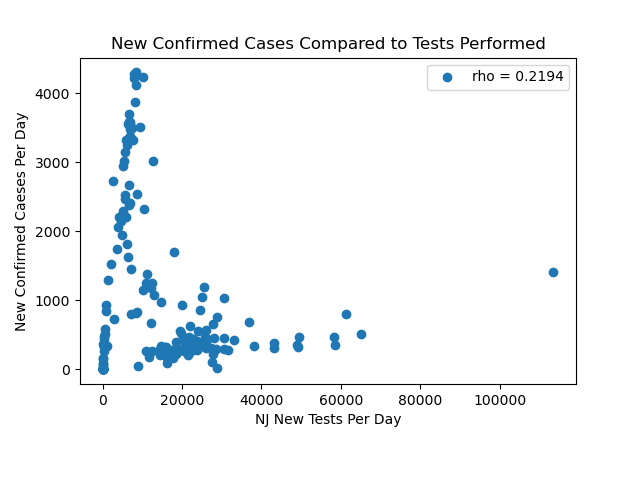 New Confirmed Cases Compared to Tests Performed
rho = 0.2194
New Confirmed Caeses Per Day
4000
3000
2000
1000
0
0 20000 40000 60000 80000 100000
NJ New Tests Per Day